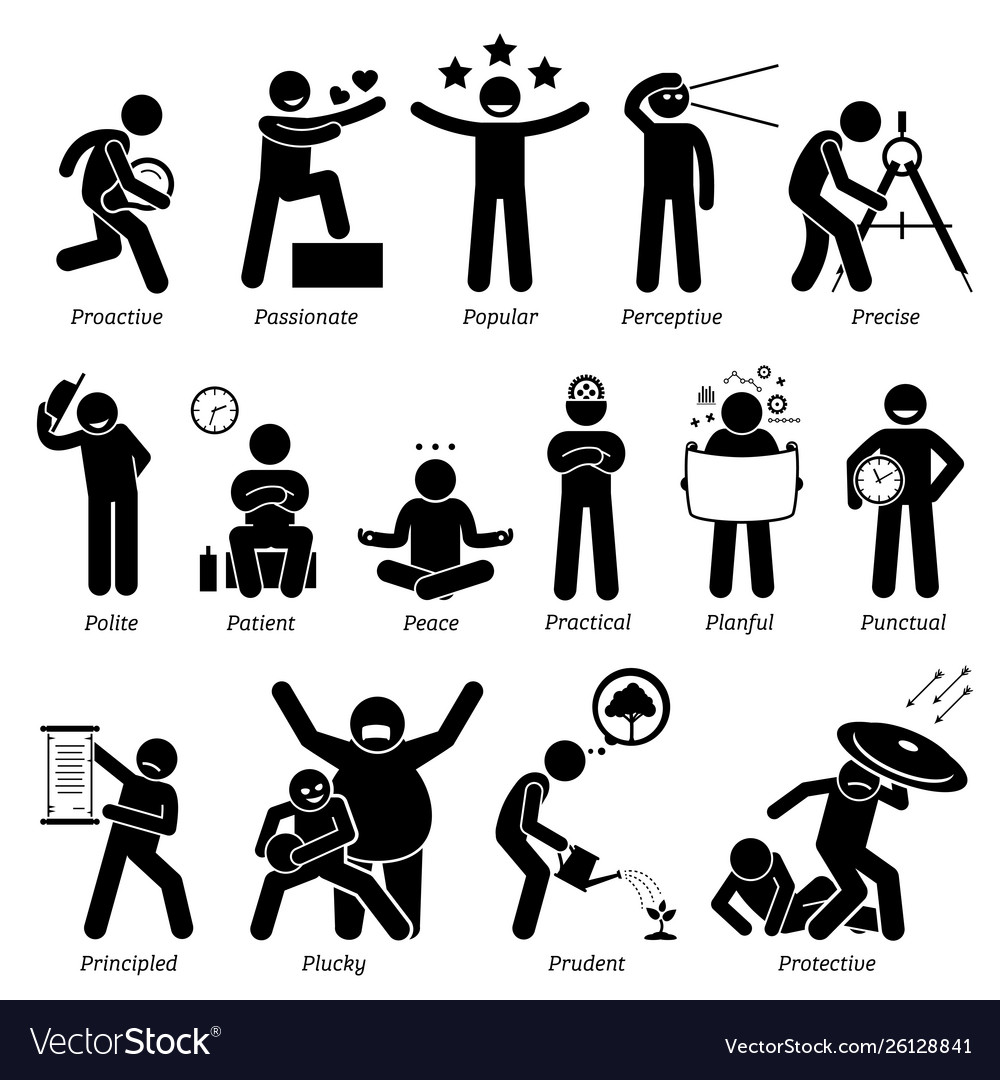 Proactive Passionate Popular Perceptive Precise
Polite Patient Peace Practical Planful Punctual
Principled Plucky Prudent Protective
VectorStock®
VectorStock.com/26128841